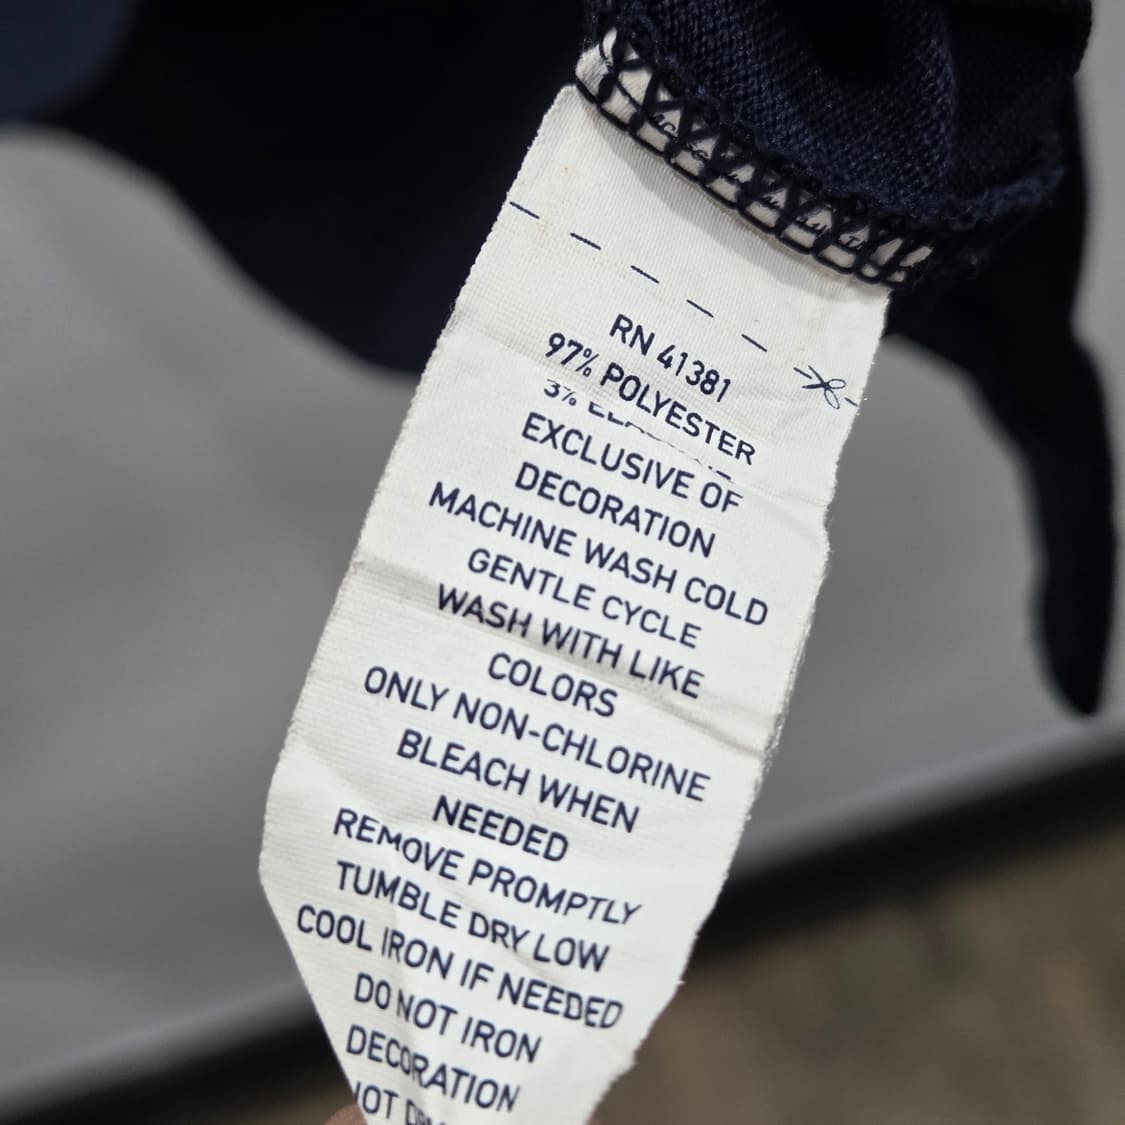 RN 41381
97% POLYESTER
3%
EXCLUSIVE OF
DECORATION
MACHINE WASH COLD
GENTLE CYCLE
WASH WITH LIKE
COLORS
ONLY NON-CHLORINE
BLEACH WHEN
NEEDED
REMOVE PROMPTLY
TUMBLE DRY LOW
COOL IRON IF NEEDED
DO NOT IRON
DECORATION